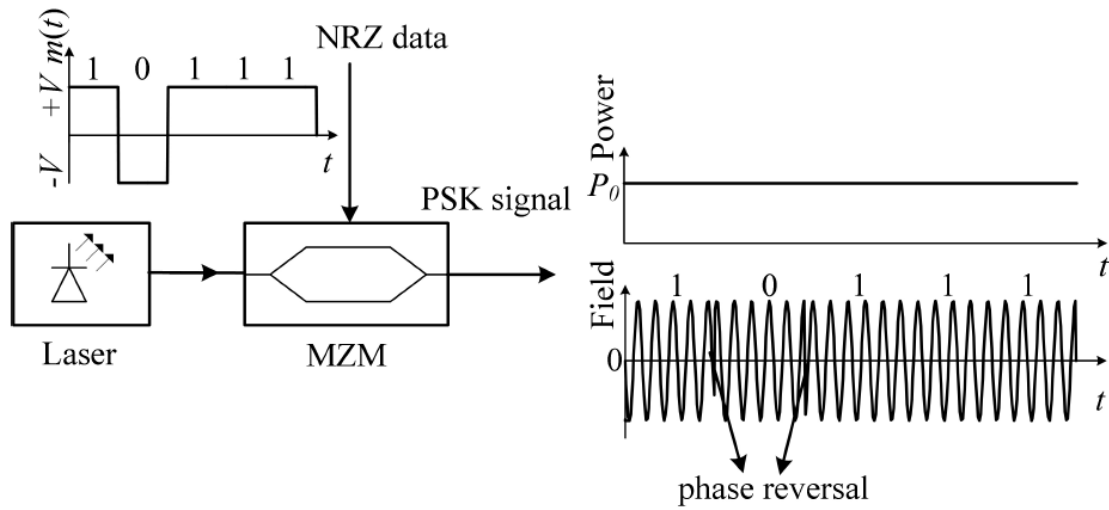 m(t)
+V
-V
1 0 1 1 1
t
NRZ data
PSK signal
Laser
MZM
Power
P₀
t
Field
1 0 1 1 1
0
t
phase reversal